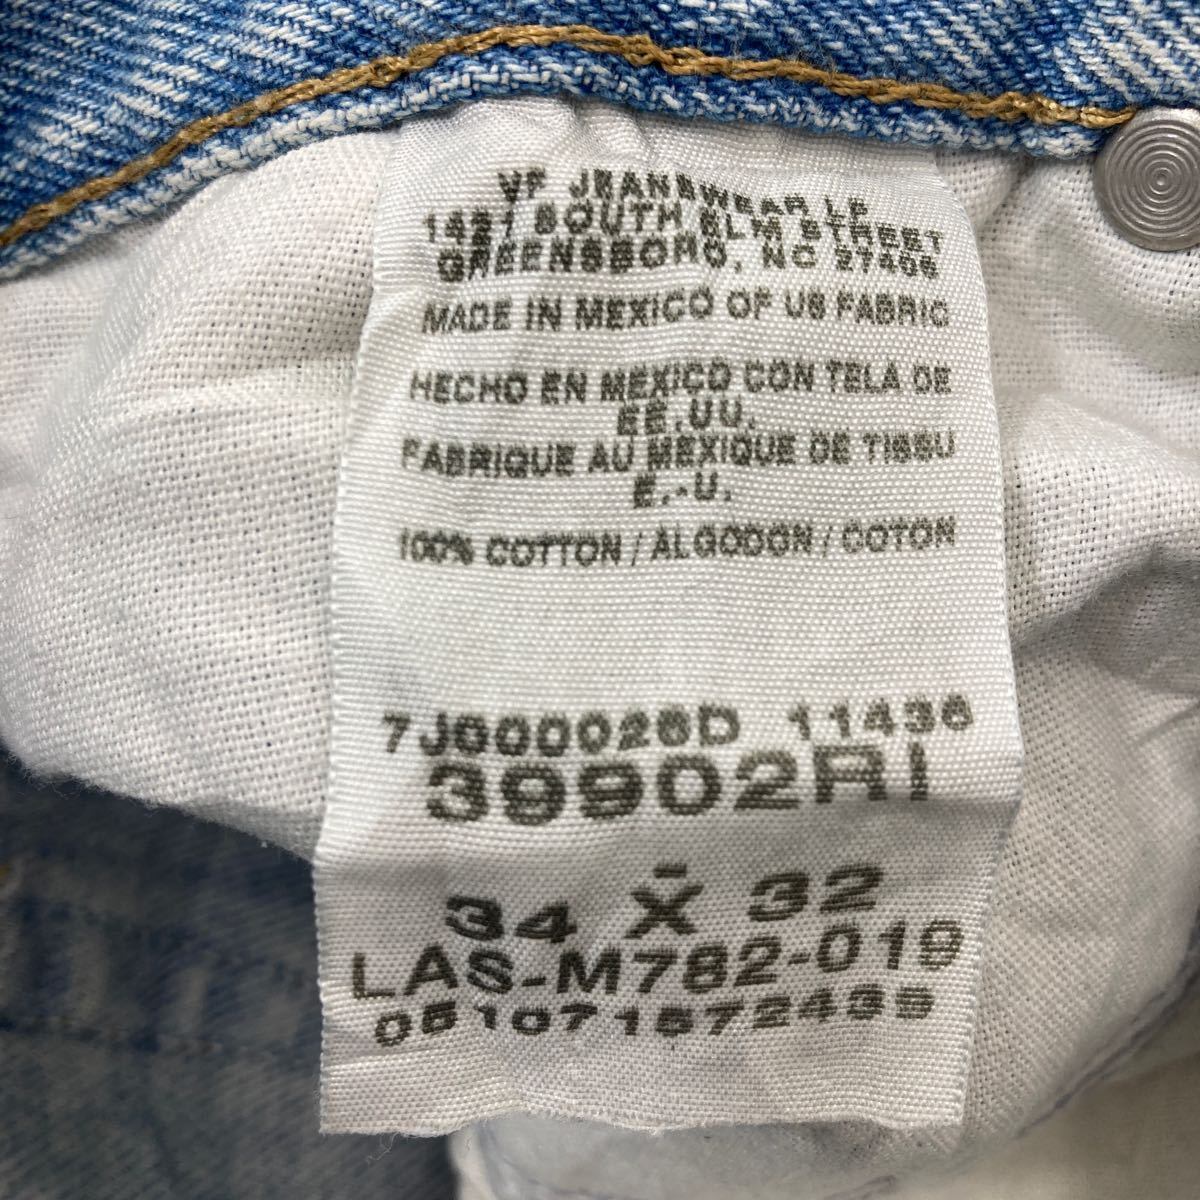 VF JEANSWEAR LP
1421 SOUTH ELM STREET
GREENSBORO, NC 27406
MADE IN MEXICO OF US FABRIC
HECHO EN MEXICO CON TELA DE
EE.UU.
FABRIQUE AU MEXIQUE DE TISSU
E.-U.
100% COTTON / ALGODON / COTON
7J600026D 11436
39902RI
34 X 32
LAS-M782-019
051071572435